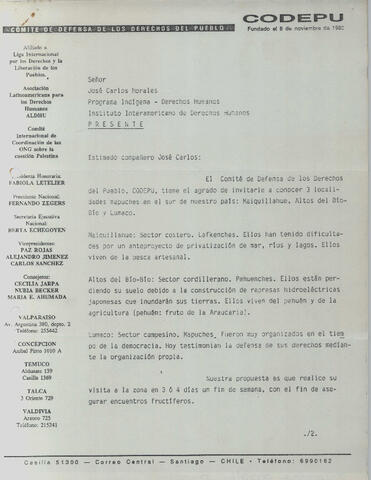 CODEPU
COMITE DE DEFENSA DE LOS DERECHOS DEL PUEBLO
Fundado el 8 de noviembre de 1980
Afiliado a
Liga Internacional
por los Derechos y la
Liberación de los
Pueblos.
Asociación
Latinoamericana para
los Derechos
Humanos
ALDHU
Comité
Internacional de
Coordinación de las
ONG sobre la
cuestión Palestina
Presidenta Honoraria:
FABIOLA LETELIER
Presidente Nacional:
FERNANDO ZEGERS
Secretaria Ejecutiva
Nacional:
BERTA ECHEGOYEN
Vicepresidentes:
PAZ ROJAS
ALEJANDRO JIMENEZ
CARLOS SANCHEZ
Consejeros:
CECILIA JARPA
NUBIA BECKER
MARIA E. AHUMADA
VALPARAISO
Av. Argentina 380, depto. 2
Teléfono: 255442
CONCEPCION
Aníbal Pinto 1010 A
TEMUCO
Aldunate 139
Casilla 1369
TALCA
3 Oriente 729
VALDIVIA
Arauco 725
Teléfono: 215241
Señor
José Carlos Morales
Programa Indígena - Derechos Humanos
Instituto Interamericano de Derechos Humanos
P R E S E N T E
Estimado compañero José Carlos:
El Comité de Defensa de los Derechos
del Pueblo, CODEPU, tiene el agrado de invitarle a conocer 3 locali-
dades mapuches en el sur de nuestro país: Maiquillahue, Altos del Bío-
Bío y Lumaco.
Maiquillahue: Sector costero. Lafkenches. Ellos han tenido dificulta-
des por un anteproyecto de privatización de mar, ríos y lagos. Ellos
viven de la pesca artesanal.
Altos del Bío-Bío: Sector cordillerano. Pehuenches. Ellos están per-
diendo su suelo debido a la construcción de represas hidroeléctricas
japonesas que inundarán sus tierras. Ellos viven del pehuén y de la
agricultura (pehuén: fruto de la Araucaria).
Lumaco: Sector campesino. Mapuches, Fueron muy organizados en el tiem
po de la democracia. Hoy testimonian la defensa de sus derechos median-
te la organización propia.
Nuestra propuesta es que realice su
visita a la zona en 3 ó 4 días un fin de semana, con el fin de ase-
gurar encuentros fructíferos.
./2.
Casilla 51300 — Correo Central — Santiago — CHILE • Teléfono: 6990162